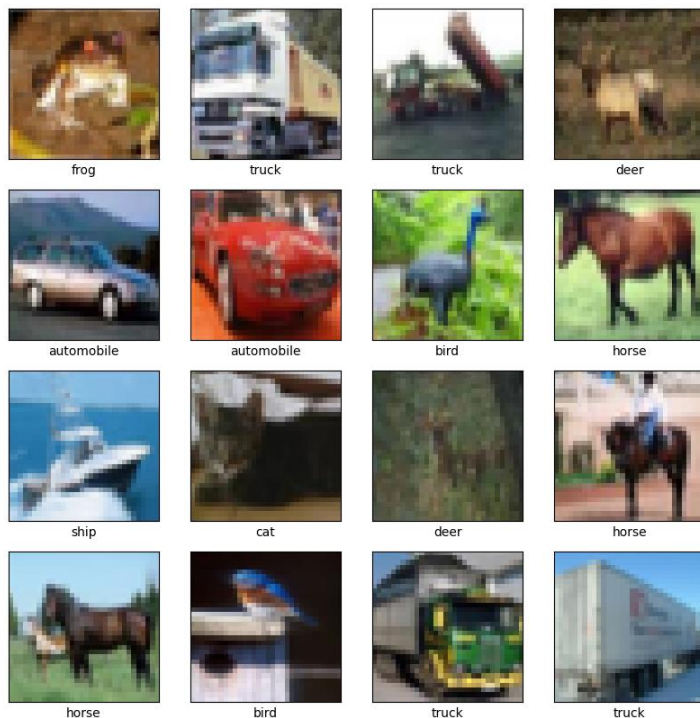 frog
truck
truck
deer
automobile
automobile
bird
horse
ship
cat
deer
horse
horse
bird
truck
truck